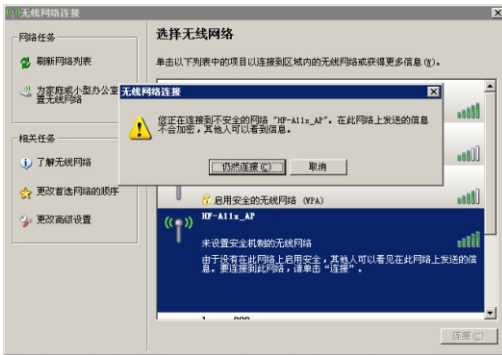 无线网络连接
网络任务
刷新网络列表
为家庭或小型办公室
置无线网络
相关任务
了解无线网络
更改首选网络的顺序
更改高级设置
选择无线网络
单击以下列表中的项目以连接到区域内的无线网络或获得更多信息(W)。
无线网络连接
您正在连接到不安全的网络“HF-A11x_AP”。在此网络上发送的信息
不会加密，其他人可以看到信息。
仍然连接(C)
取消
启用安全的无线网络 (WPA)
HF-A11x_AP
未设置安全机制的无线网络
由于没有在此网络上启用安全，其他人可以看见在此网络上发送的信
息。要连接到此网络，请单击“连接”。
连接(C)